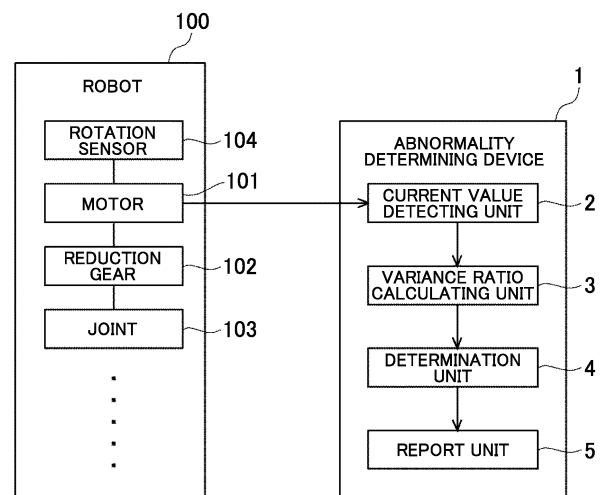 100
ROBOT
ROTATION
SENSOR
104
MOTOR
101
REDUCTION
GEAR
102
JOINT
103
1
ABNORMALITY
DETERMINING DEVICE
CURRENT VALUE
DETECTING UNIT
2
VARIANCE RATIO
CALCULATING UNIT
3
DETERMINATION
UNIT
4
REPORT UNIT
5